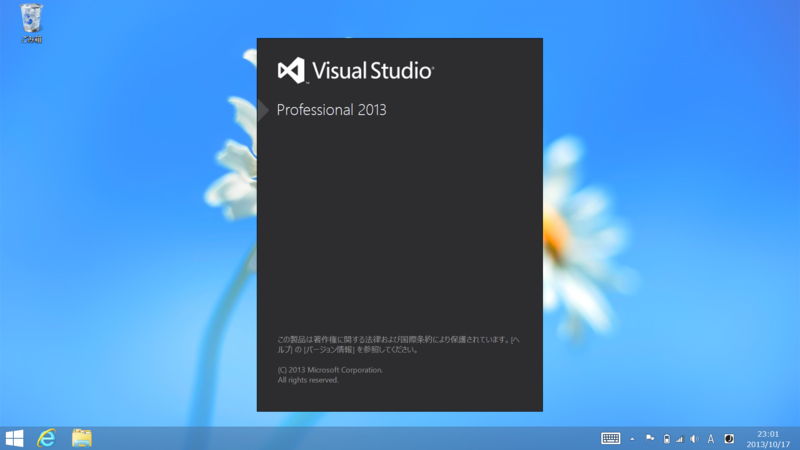 ごみ箱
Visual Studio
Professional 2013
この製品は著作権に関する法律および国際条約により保護されています。[ヘ
ルプ] の [バージョン情報] を参照してください。
(C) 2013 Microsoft Corporation.
All rights reserved.
A
23:01
2013/10/17